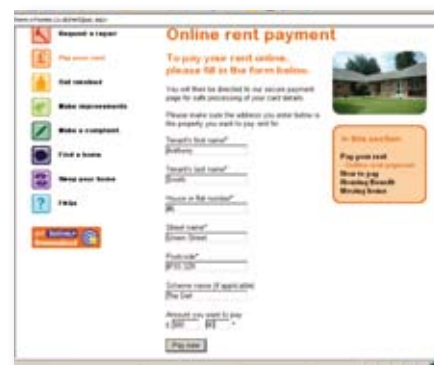 Request a repair
Pay your rent
Get involved
Make improvements
Make a complaint
Find a home
Swap your home
FAQs
Online rent payment
To pay your rent online,
please fill in the form below.
You will then be directed to our secure payment
page for safe processing of your card details.
Please make sure the address you enter below is
the property you want to pay rent for.
Tenant's first name*
Anthony
Tenant's last name*
Smith
House or flat number*
Street name*
Green Street
Postcode*
Scheme name (if applicable)
Amount you want to pay
£
Pay now
In this section
Pay your rent
Online rent payment
How to pay
Housing Benefit
Moving home